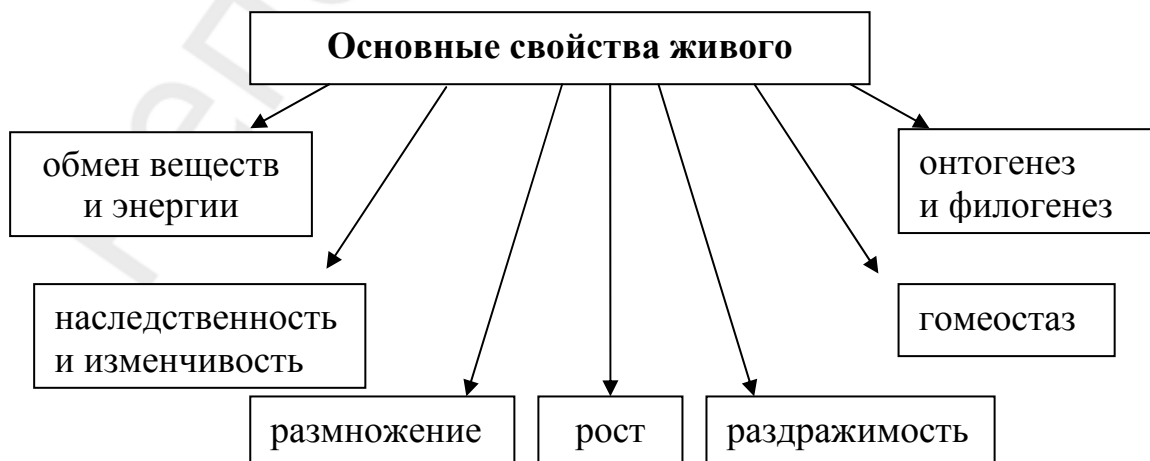 Основные свойства живого
обмен веществ
и энергии
онтогенез
и филогенез
наследственность
и изменчивость
гомеостаз
размножение
рост
раздражимость